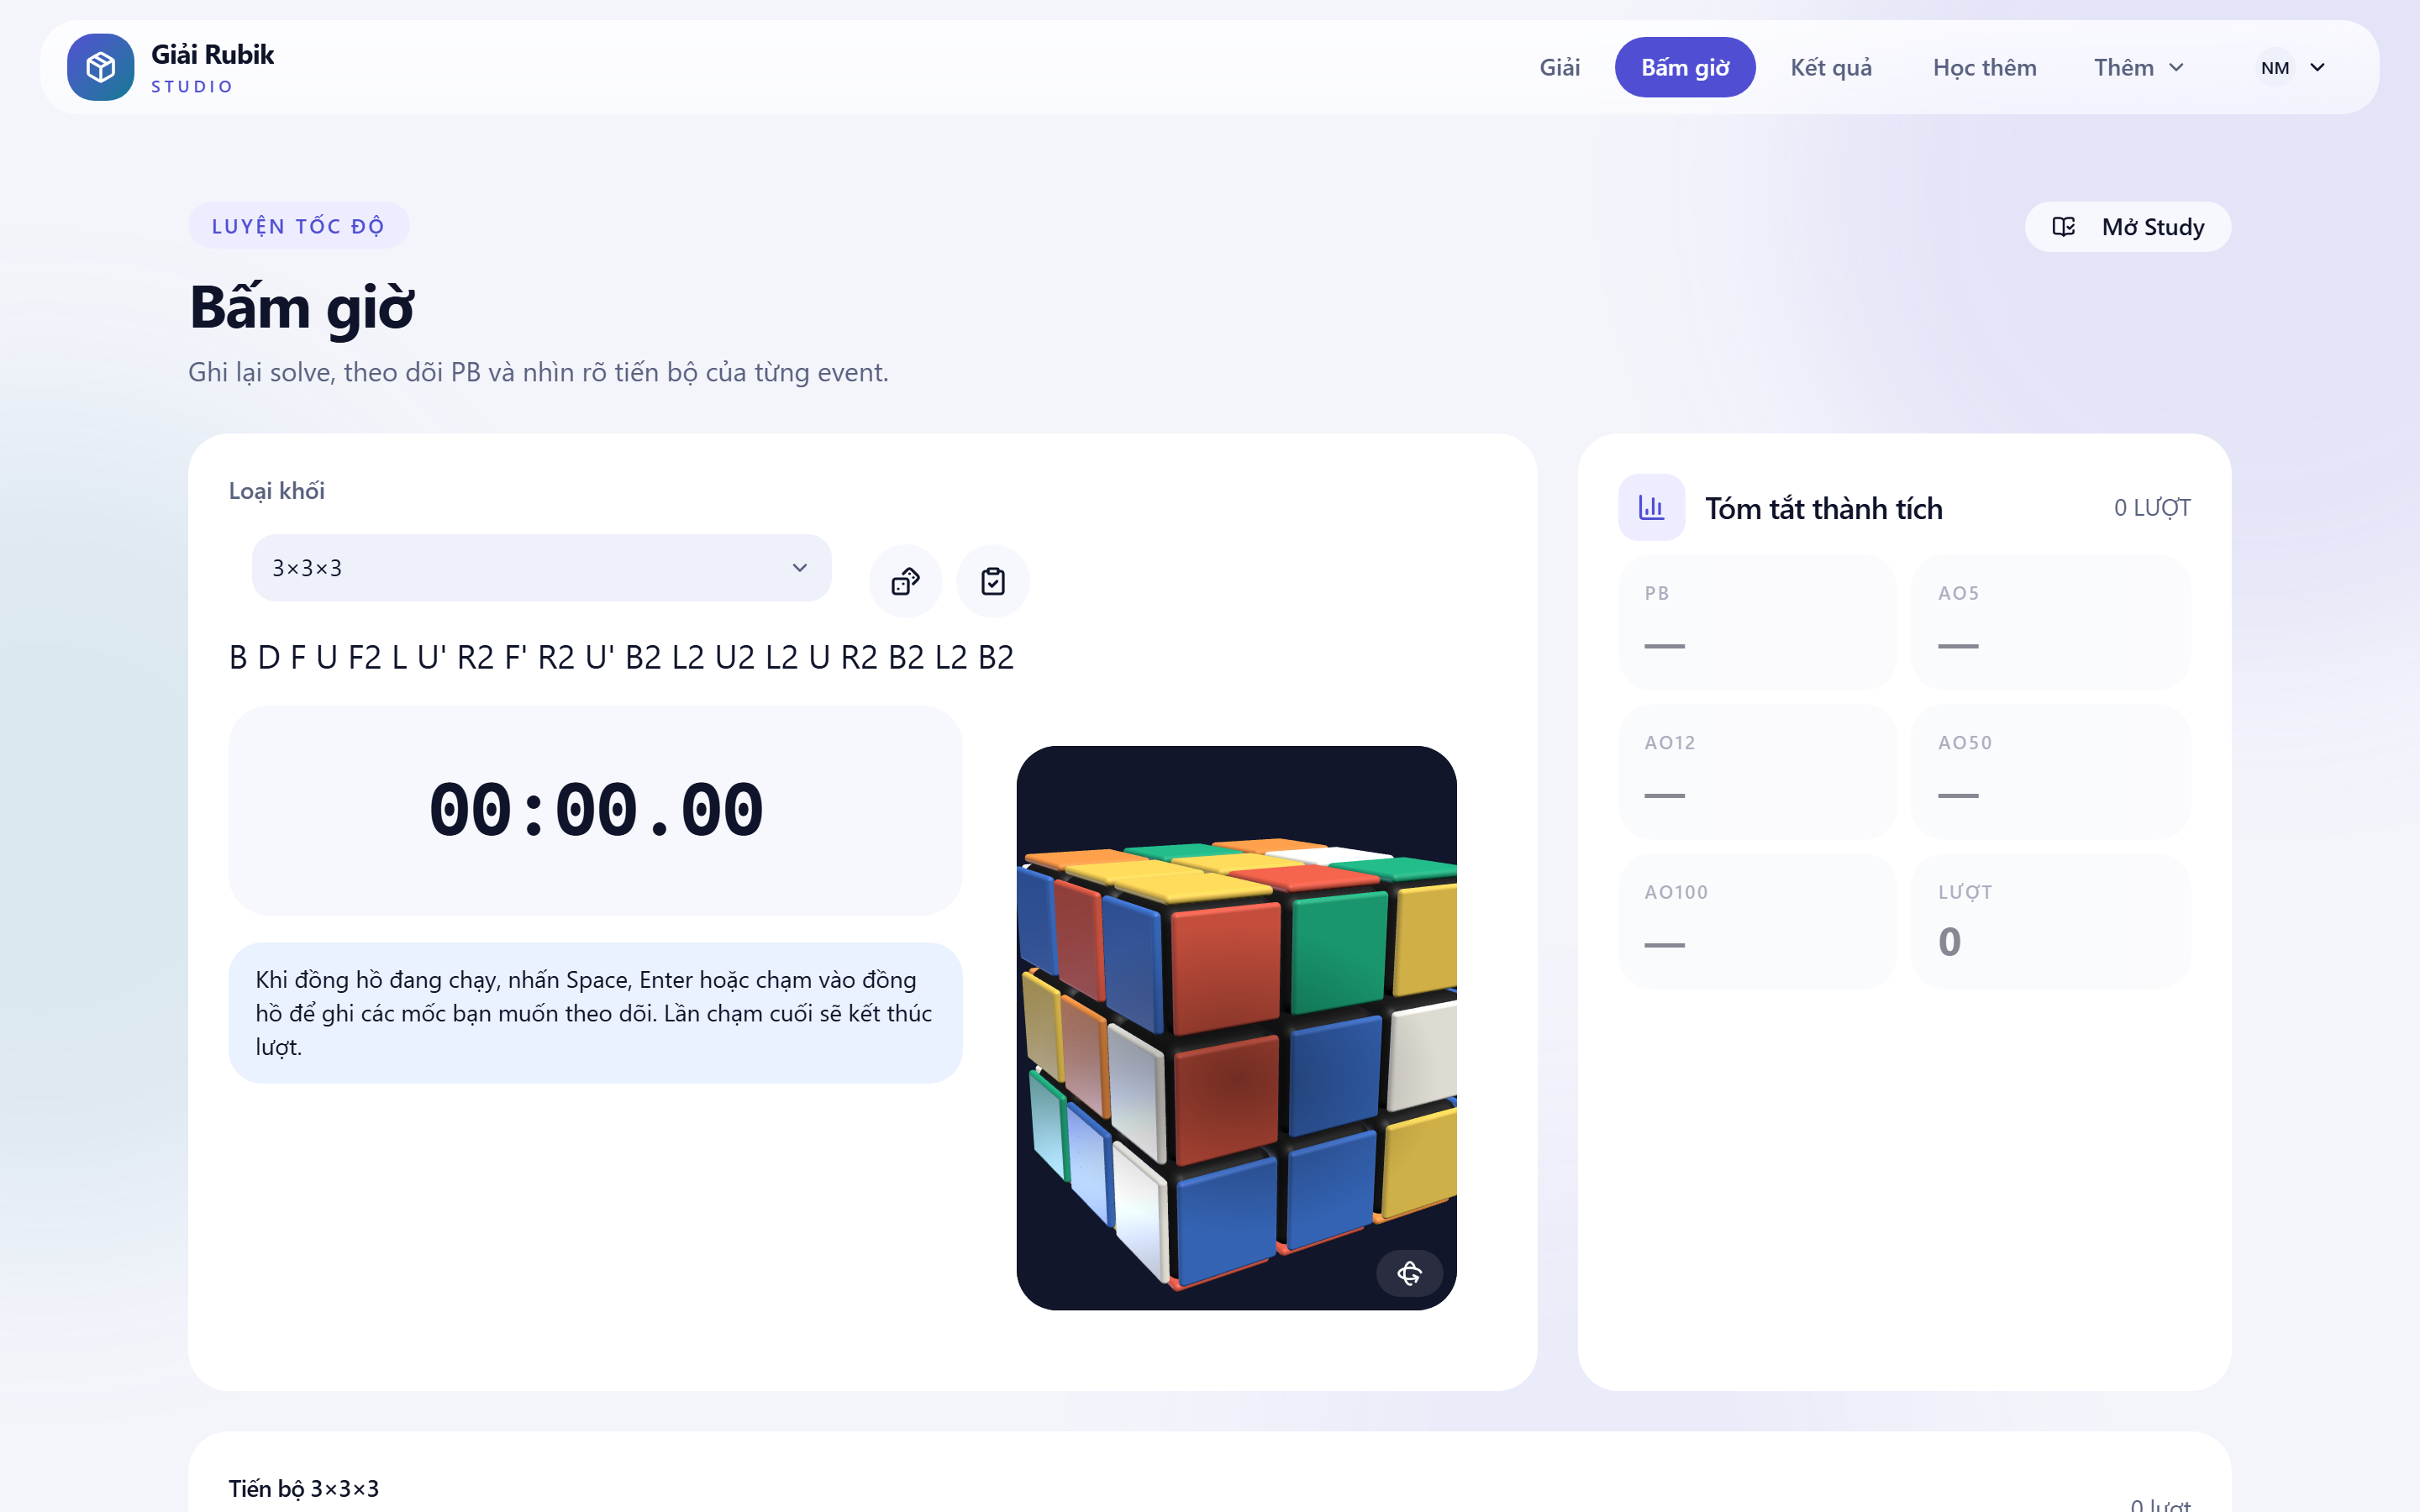 Giải Rubik
STUDIO
Giải
Bấm giờ
Kết quả
Học thêm
Thêm
NM
LUYỆN TỐC ĐỘ
Mở Study
Bấm giờ
Ghi lại solve, theo dõi PB và nhìn rõ tiến bộ của từng event.
Loại khối
3×3×3
B D F U F2 L U' R2 F' R2 U' B2 L2 U2 L2 U R2 B2 L2 B2
00:00.00
Khi đồng hồ đang chạy, nhấn Space, Enter hoặc chạm vào đồng
hồ để ghi các mốc bạn muốn theo dõi. Lần chạm cuối sẽ kết thúc
lượt.
Tóm tắt thành tích
0 LƯỢT
PB
—
AO5
—
AO12
—
AO50
—
AO100
—
LƯỢT
0
Tiến bộ 3×3×3
0 lượt